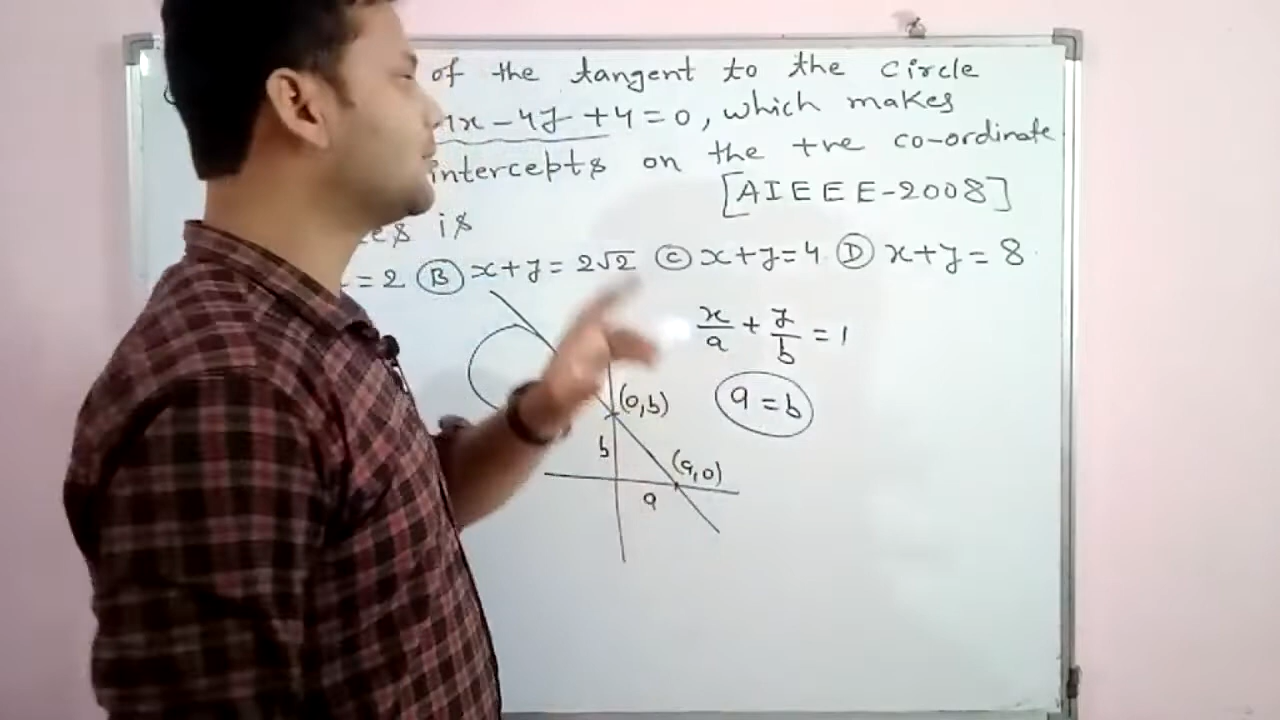 of the tangent to the circle
x - 4y + 4 = 0, which makes
intercepts on the +ve co-ordinate
[AIEEE-2008]
is
= 2 (B) x + y = 2√2 (C) x + y = 4 (D) x + y = 8
x/a + y/b = 1
a = b
(0,b)
b
(a,0)
a